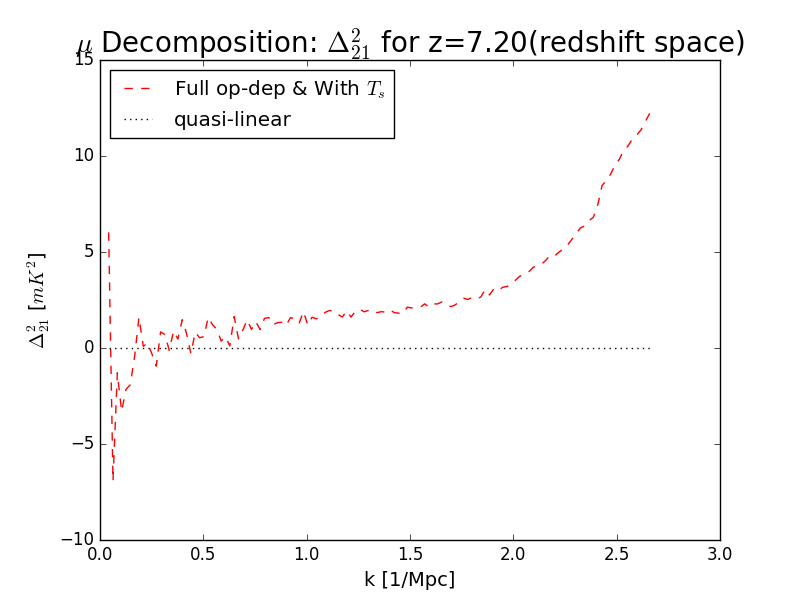 μ Decomposition: Δ²₂₁ for z=7.20(redshift space)
Full op-dep & With Tₛ
quasi-linear
15
10
5
0
−5
−10
Δ²₂₁ [mK²]
0.0 0.5 1.0 1.5 2.0 2.5 3.0
k [1/Mpc]